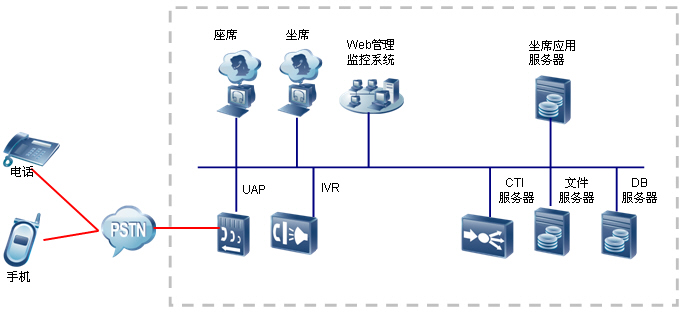 座席
坐席
Web管理
监控系统
坐席应用
服务器
电话
手机
PSTN
UAP
IVR
CTI
服务器
文件
服务器
DB
服务器